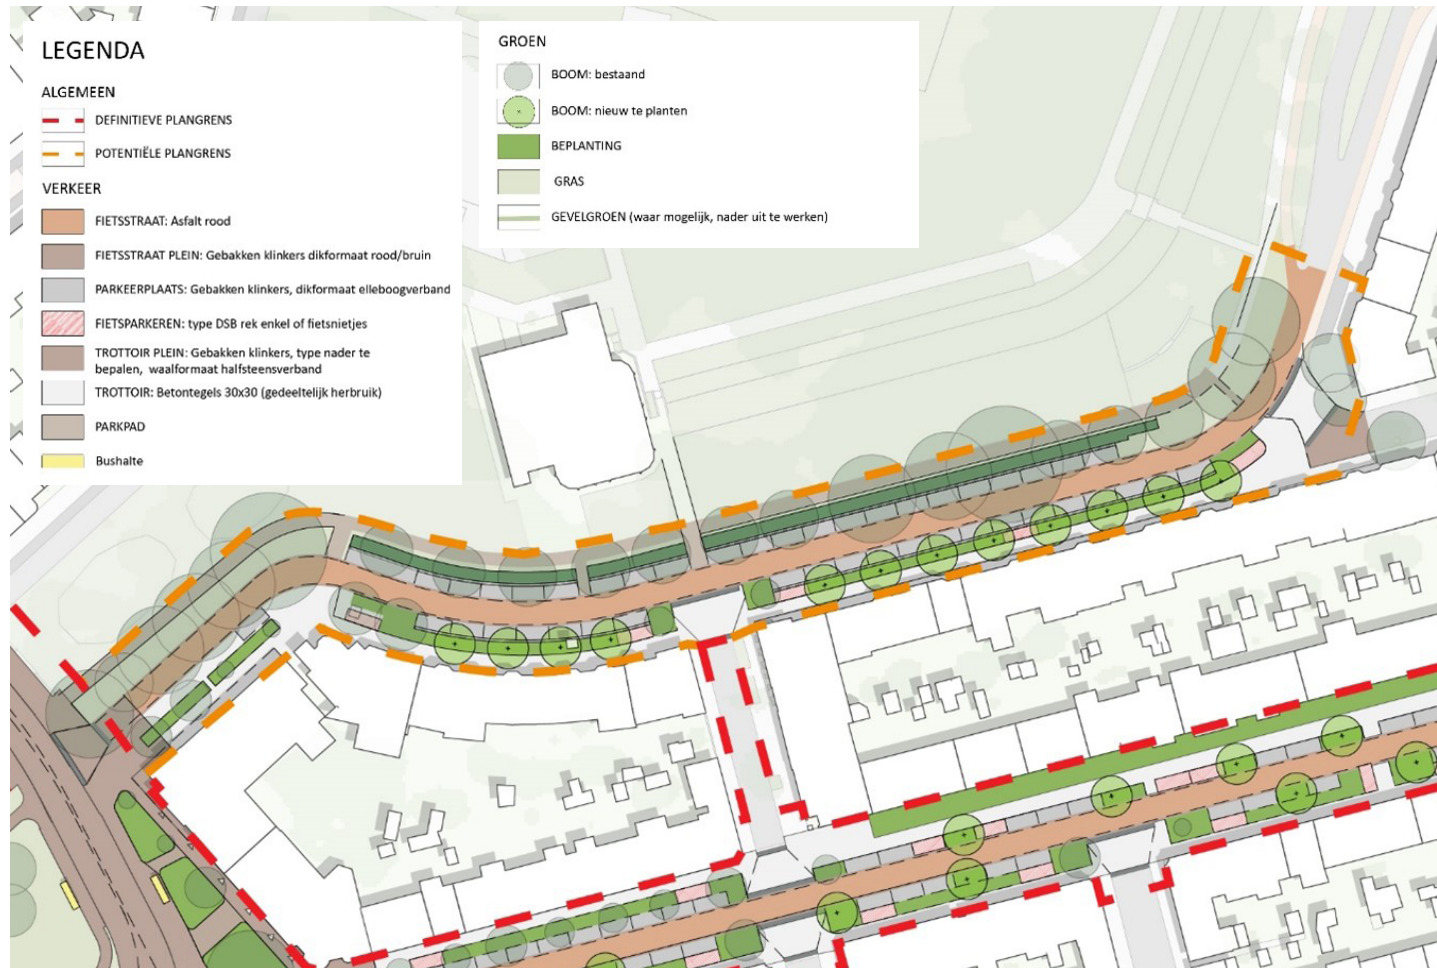 LEGENDA
ALGEMEEN
DEFINITIEVE PLANGRENS
POTENTIËLE PLANGRENS
VERKEER
FIETSSTRAAT: Asfalt rood
FIETSSTRAAT PLEIN: Gebakken klinkers dikformaat rood/bruin
PARKEERPLAATS: Gebakken klinkers, dikformaat elleboogverband
FIETSPARKEREN: type DSB rek enkel of fietsnietjes
TROTTOIR PLEIN: Gebakken klinkers, type nader te
bepalen, waalformaat halfsteensverband
TROTTOIR: Betontegels 30x30 (gedeeltelijk herbruik)
PARKPAD
Bushalte
GROEN
BOOM: bestaand
BOOM: nieuw te planten
BEPLANTING
GRAS
GEVELGROEN (waar mogelijk, nader uit te werken)